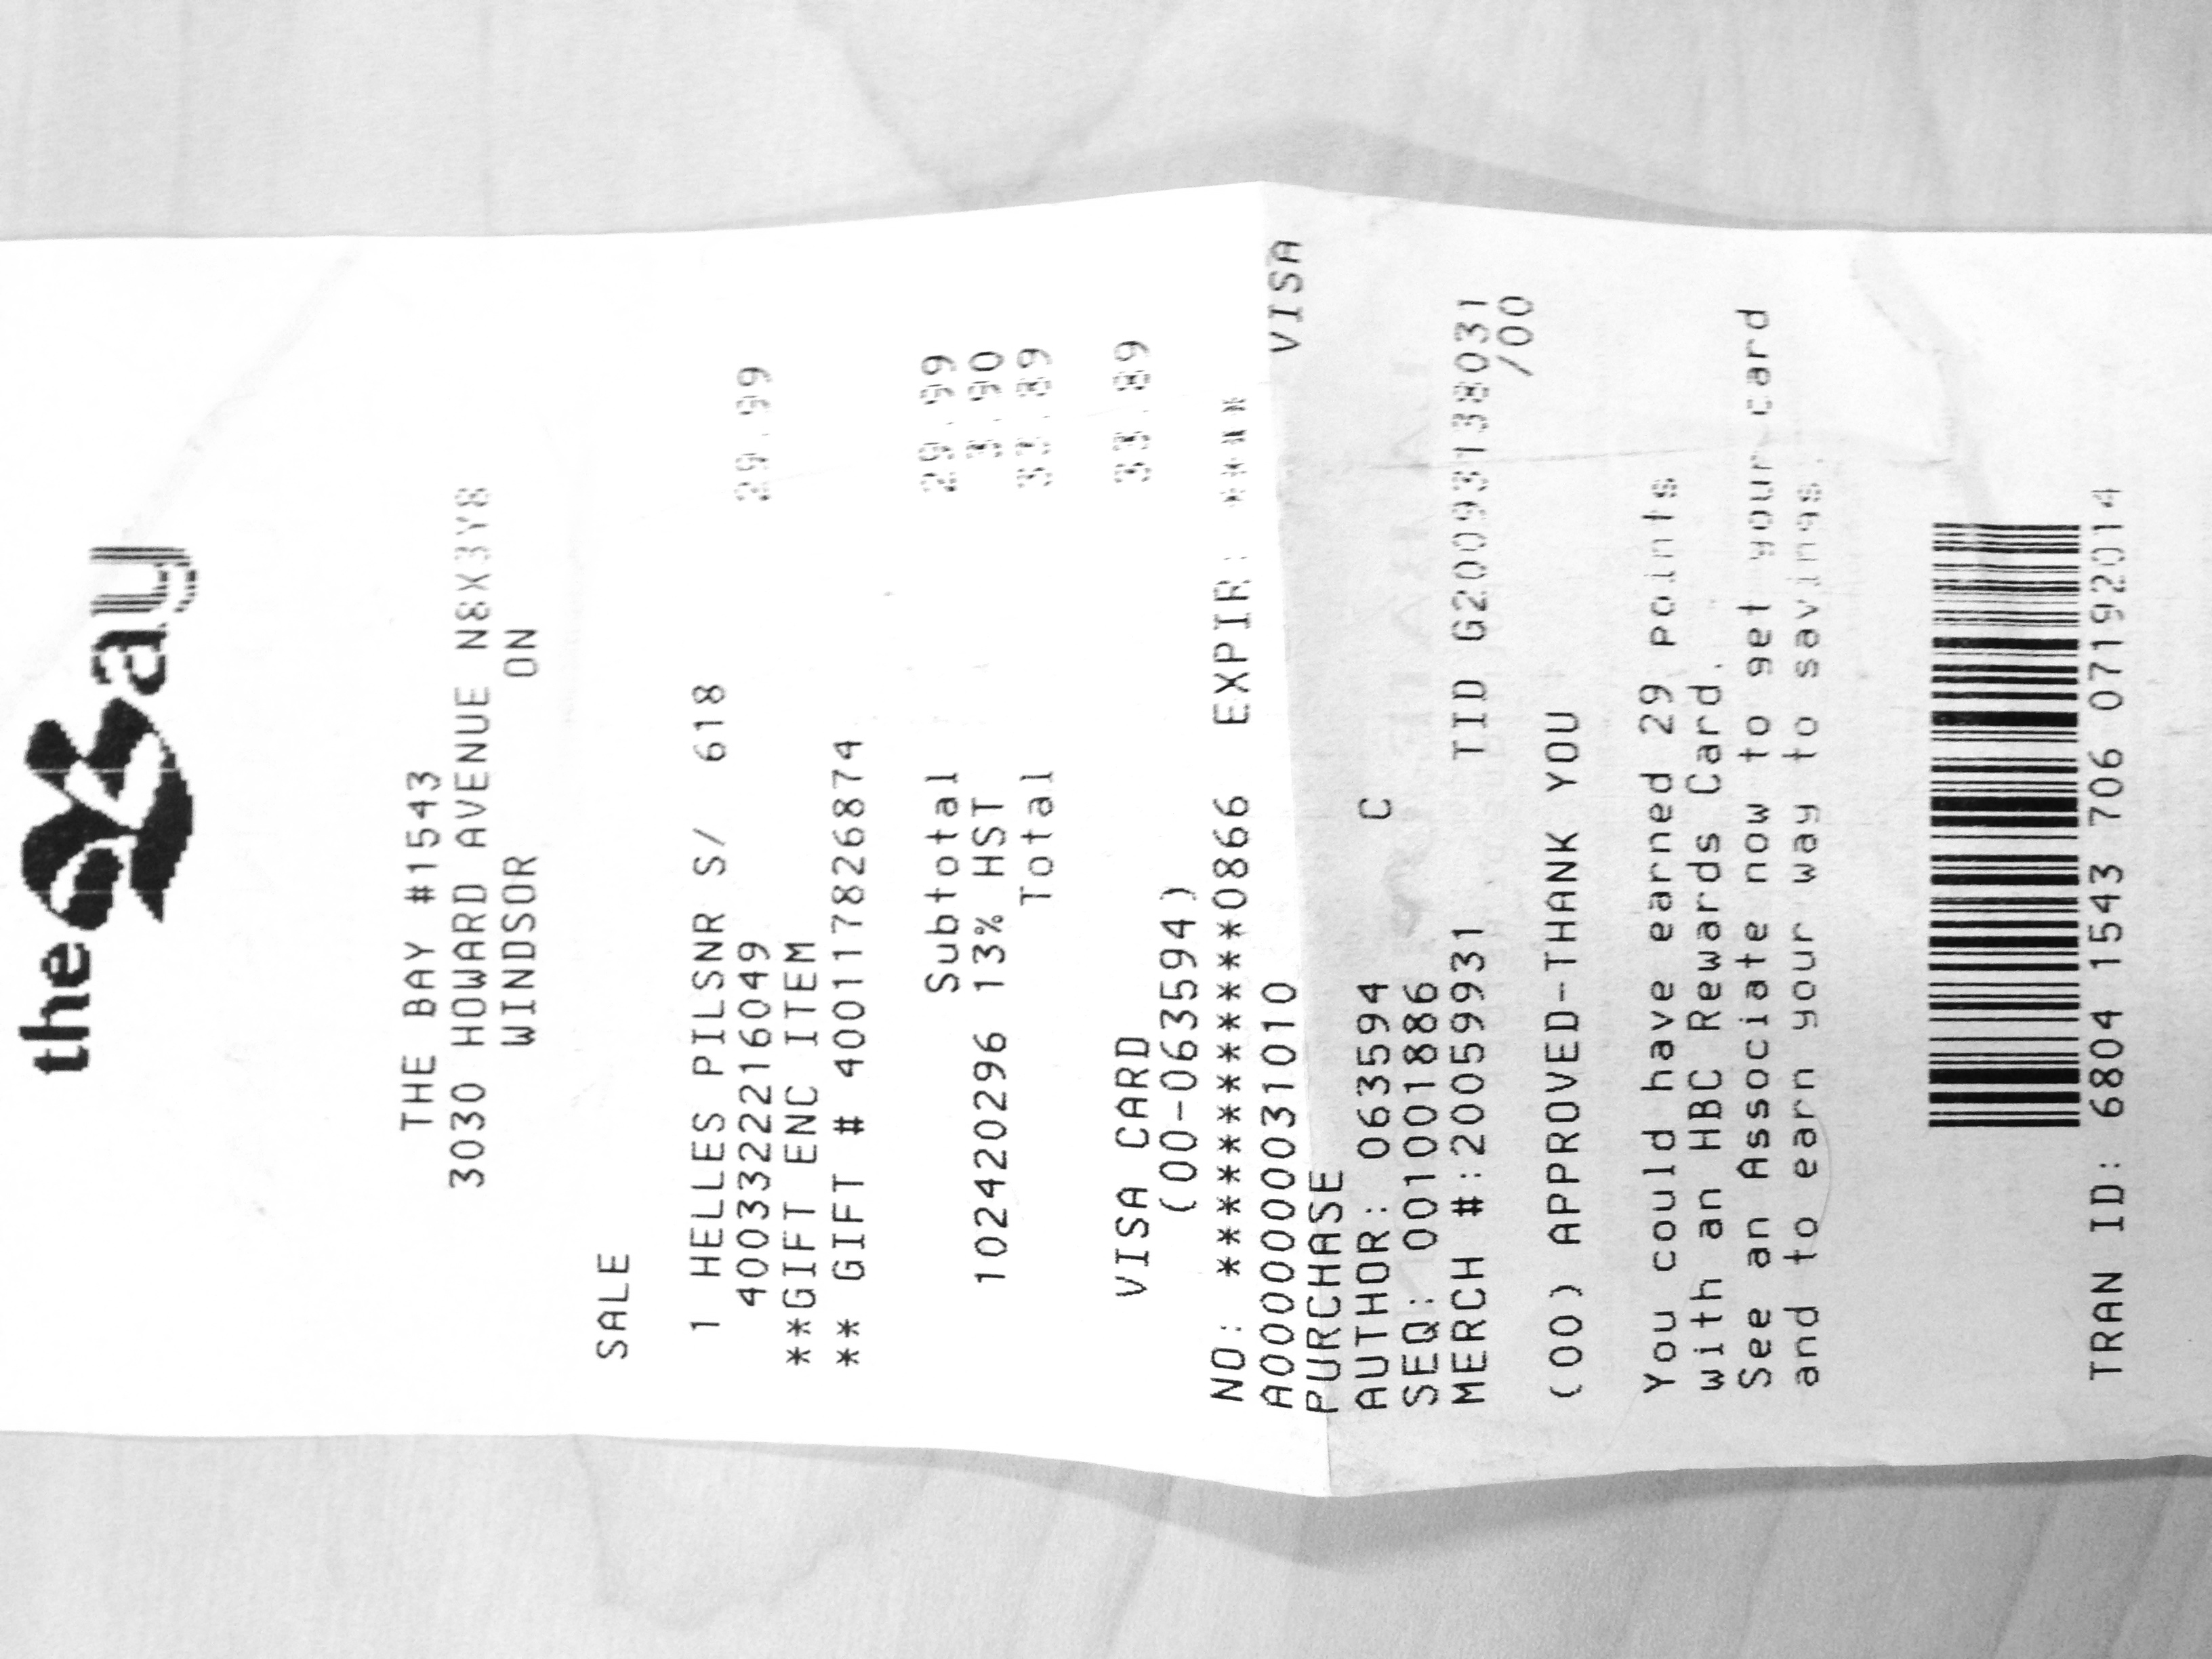 the Bay
THE BAY #1543
3030 HOWARD AVENUE N8X3Y8
WINDSOR ON
SALE
1 HELLES PILSNR S/ 618
4003322216049 29.99
**GIFT ENC ITEM
** GIFT # 400117826874
Subtotal 29.99
102420296 13% HST 3.90
Total 33.89
VISA CARD 33.89
(00-063594)
NO: ************0866 EXPIR: ****
A0000000031010 VISA
PURCHASE
AUTHOR: 063594 C
SEQ: 001001886
MERCH #:20059931 TID G20093138031
/00
(00) APPROVED-THANK YOU
You could have earned 29 points
with an HBC Rewards Card.
See an Associate now to get your card
and to earn your way to savings.
TRAN ID: 6804 1543 706 07192014